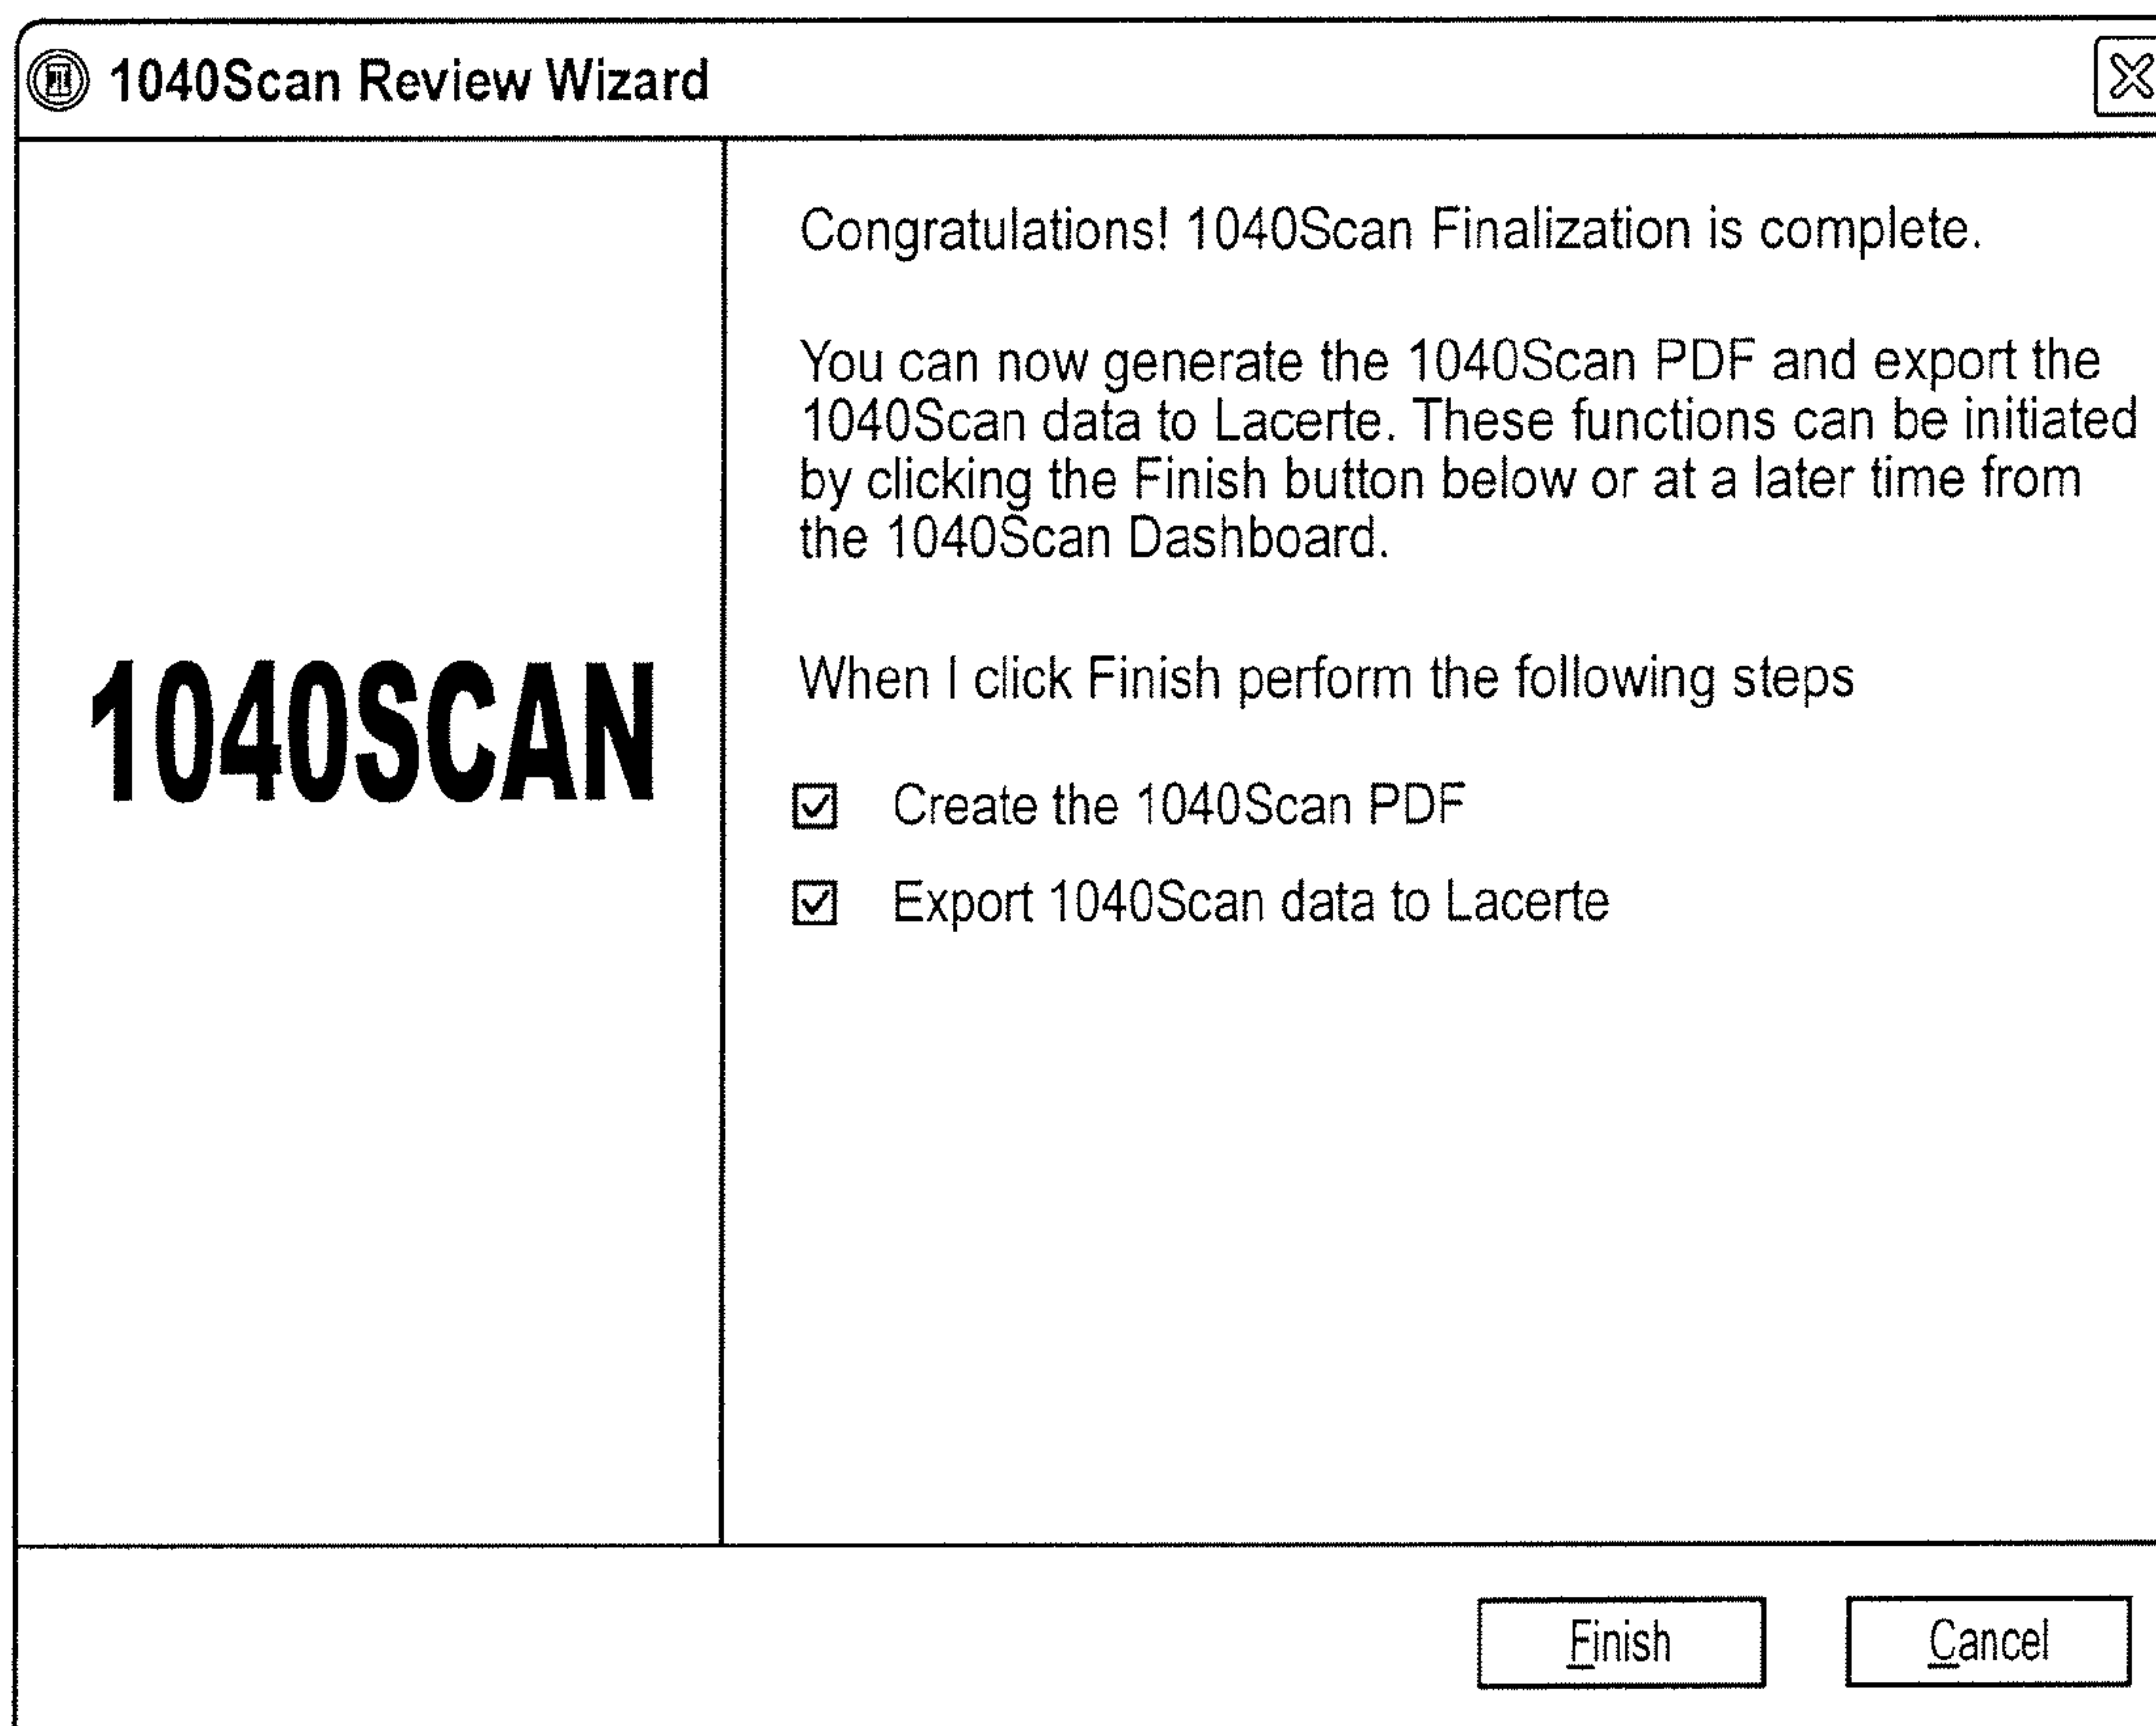 1040Scan Review Wizard
1040SCAN
Congratulations! 1040Scan Finalization is complete.
You can now generate the 1040Scan PDF and export the
1040Scan data to Lacerte. These functions can be initiated
by clicking the Finish button below or at a later time from
the 1040Scan Dashboard.
When I click Finish perform the following steps
Create the 1040Scan PDF
Export 1040Scan data to Lacerte
Finish
Cancel